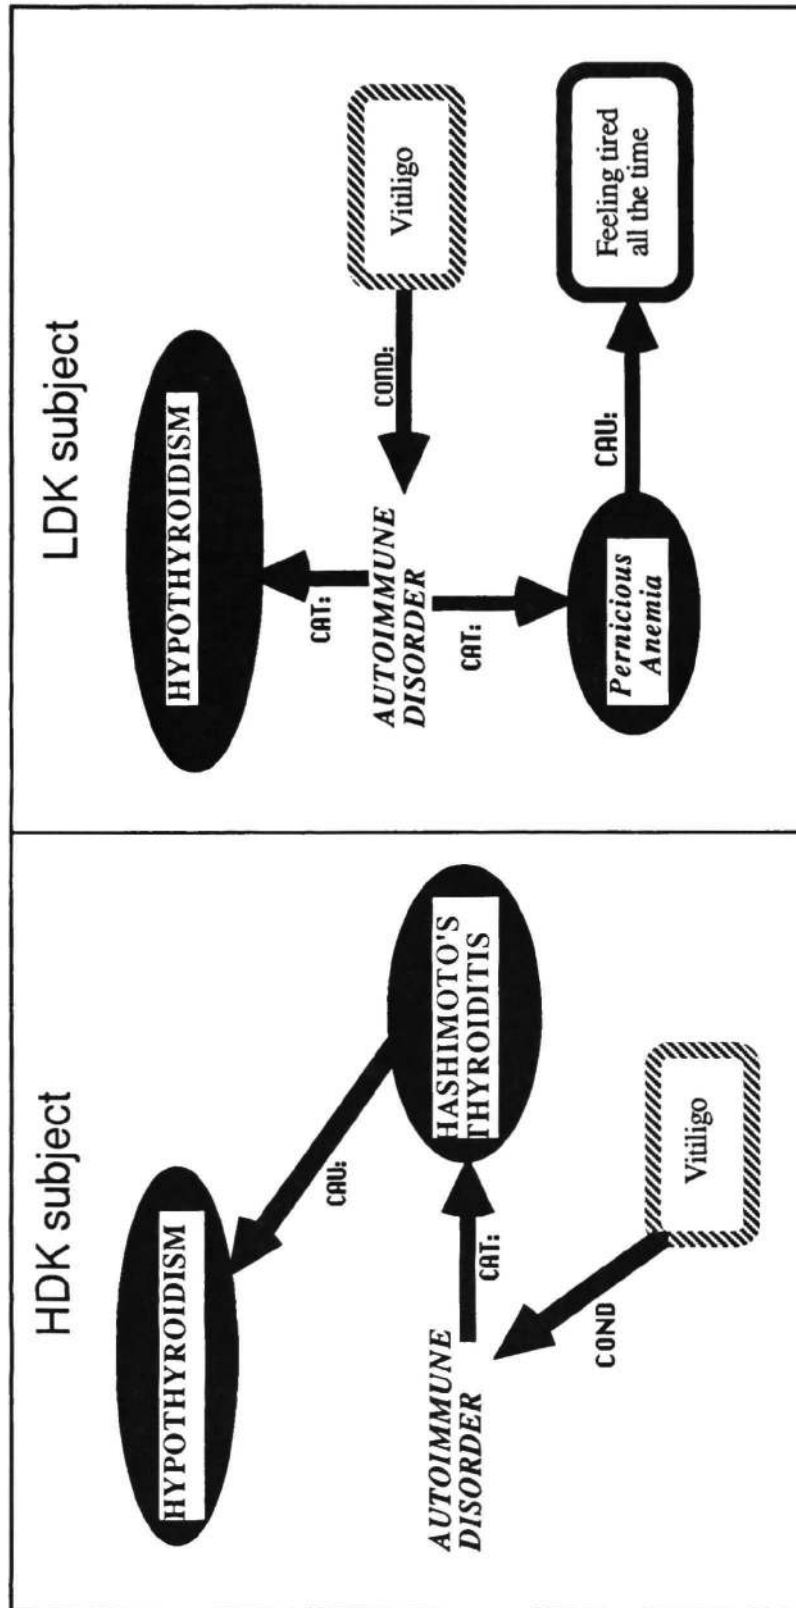 HDK subject
HYPOTHYROIDISM
CAU:
HASHIMOTO'S
THYROIDITIS
AUTOIMMUNE
DISORDER
CAT:
COND
Vitiligo
LDK subject
HYPOTHYROIDISM
CAT:
AUTOIMMUNE
DISORDER
COND:
Vitiligo
CAT:
Pernicious
Anemia
CAU:
Feeling tired
all the time